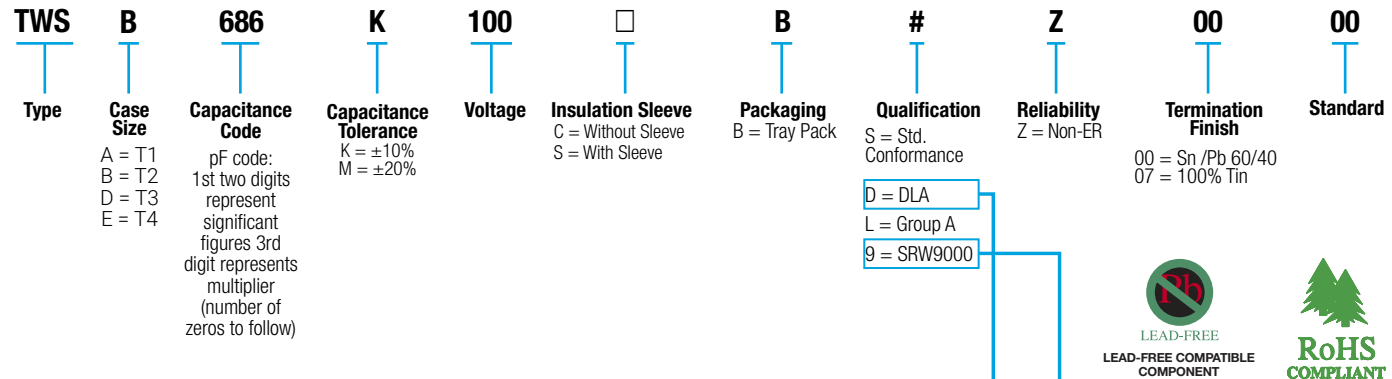 TWS B 686 K 100 □ B # Z 00 00
Type
Case
Size
A = T1
B = T2
D = T3
E = T4
Capacitance
Code
pF code:
1st two digits
represent
significant
figures 3rd
digit represents
multiplier
(number of
zeros to follow)
Capacitance
Tolerance
K = ±10%
M = ±20%
Voltage
Insulation Sleeve
C = Without Sleeve
S = With Sleeve
Packaging
B = Tray Pack
Qualification
S = Std.
Conformance
D = DLA
L = Group A
9 = SRW9000
Reliability
Z = Non-ER
Termination
Finish
00 = Sn /Pb 60/40
07 = 100% Tin
Standard
Pb
LEAD-FREE
LEAD-FREE COMPATIBLE
COMPONENT
RoHS
COMPLIANT